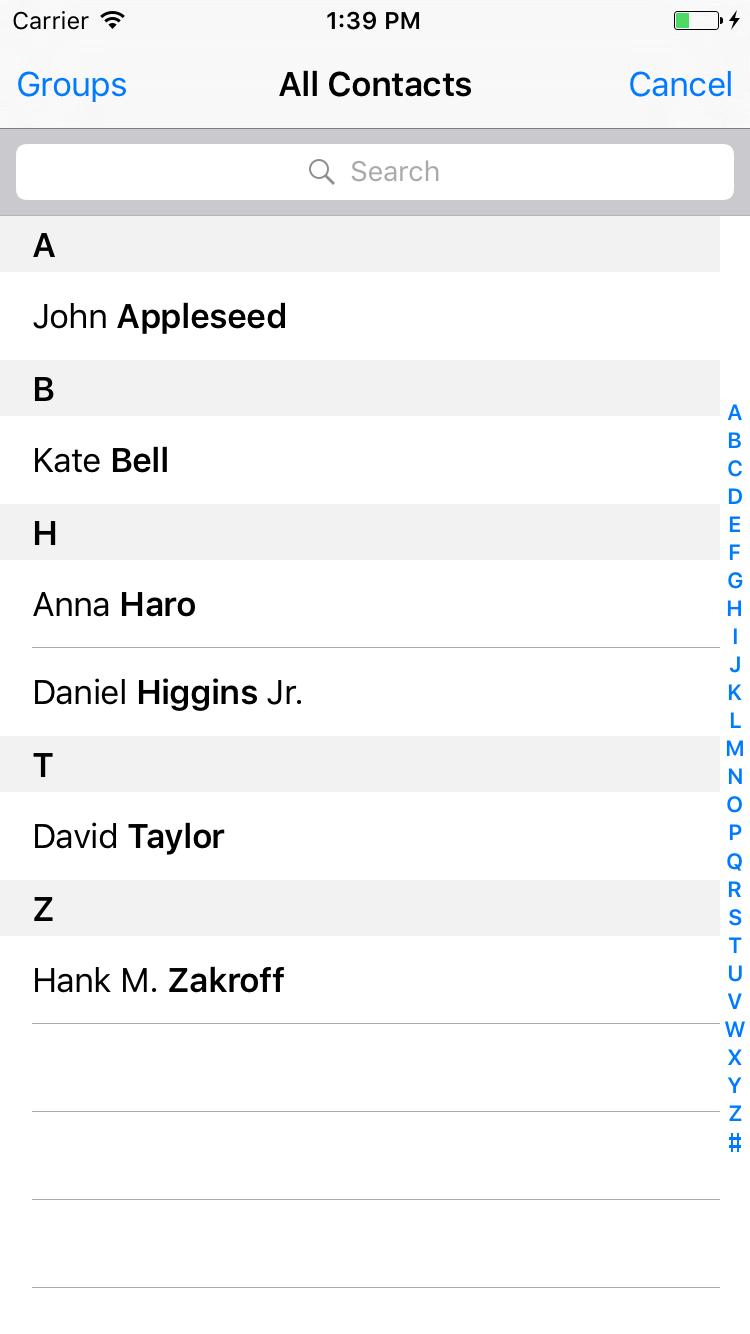 Carrier 1:39 PM
Groups All Contacts Cancel
Search
A
John Appleseed
B
Kate Bell
H
Anna Haro
Daniel Higgins Jr.
T
David Taylor
Z
Hank M. Zakroff
A
B
C
D
E
F
G
H
I
J
K
L
M
N
O
P
Q
R
S
T
U
V
W
X
Y
Z
#